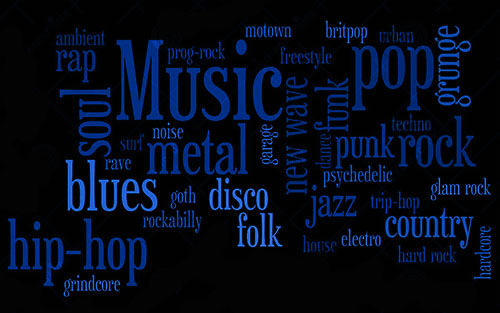 motown
britpop
urban
ambient
prog-rock
freestyle
grunge
rap
Music
pop
soul
new wave
funk
noise
surf
metal
garage
dance
techno
punk
rock
rave
psychedelic
blues
goth
disco
jazz
trip-hop
glam rock
rockabilly
folk
country
hip-hop
house
electro
hard rock
hardcore
grindcore